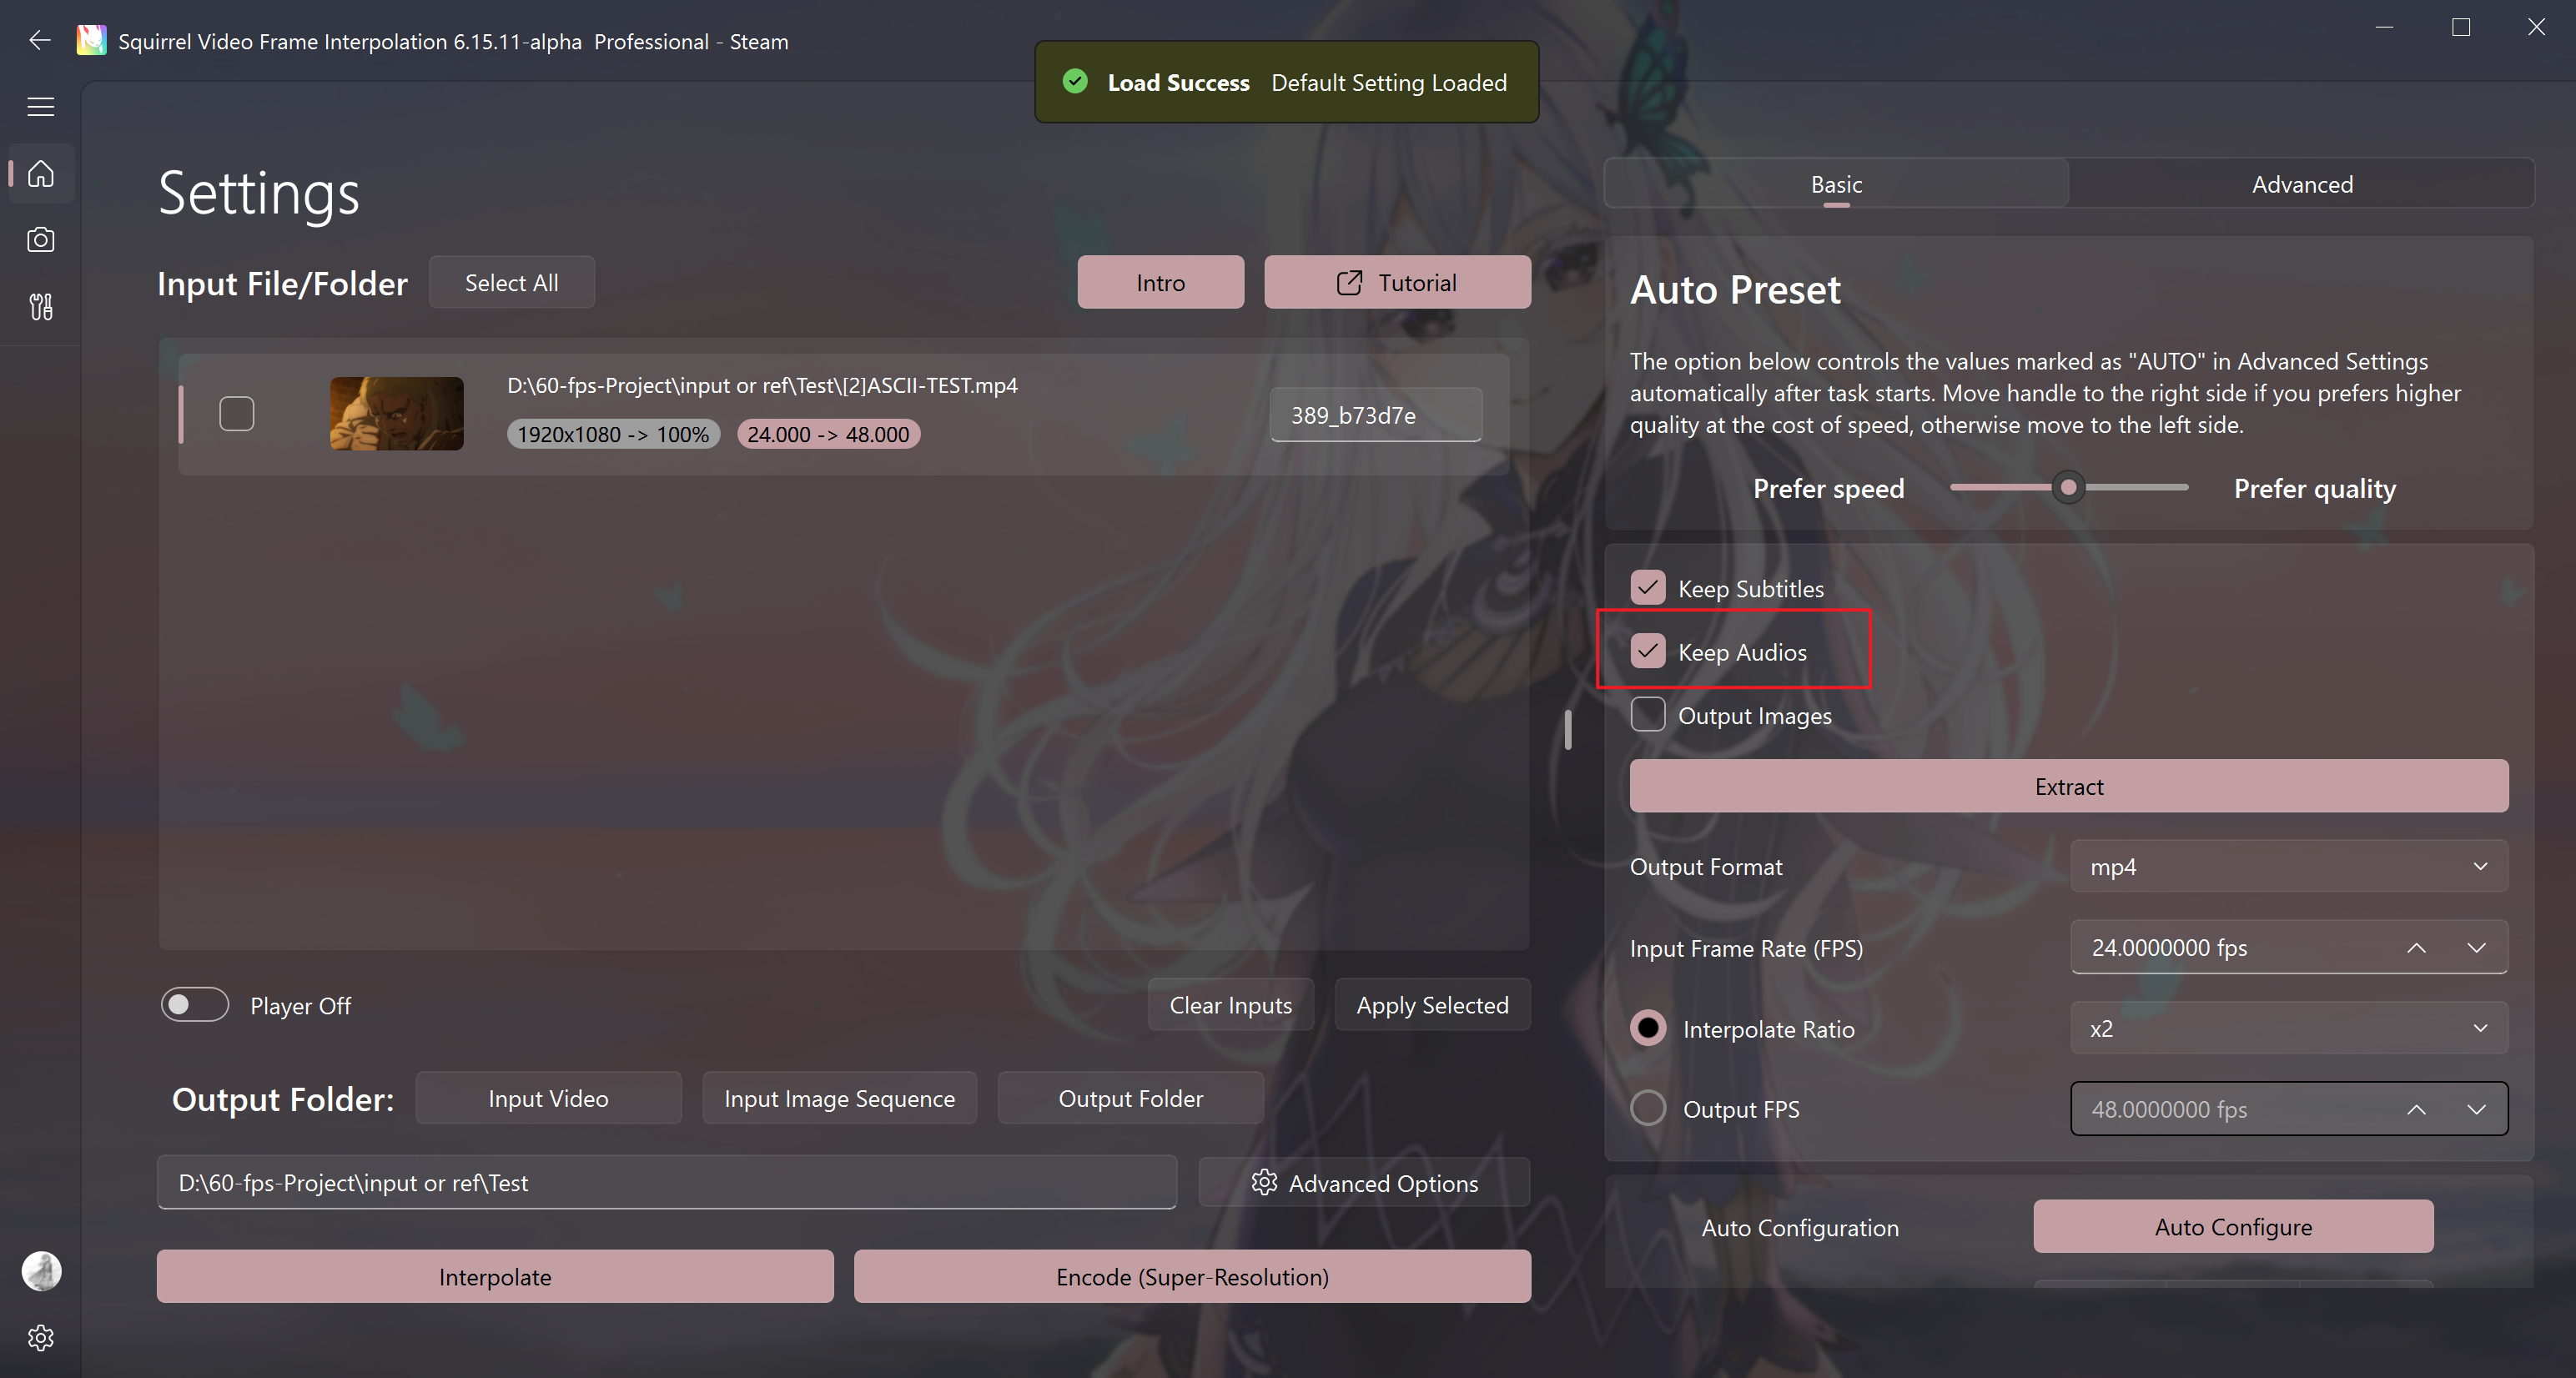 Squirrel Video Frame Interpolation 6.15.11-alpha Professional - Steam
Load Success Default Setting Loaded
Settings
Input File/Folder
Select All
Intro
Tutorial
D:\60-fps-Project\input or ref\Test\[2]ASCII-TEST.mp4
1920x1080 -> 100%
24.000 -> 48.000
389_b73d7e
Player Off
Clear Inputs
Apply Selected
Output Folder:
Input Video
Input Image Sequence
Output Folder
D:\60-fps-Project\input or ref\Test
Advanced Options
Interpolate
Encode (Super-Resolution)
Basic
Advanced
Auto Preset
The option below controls the values marked as "AUTO" in Advanced Settings
automatically after task starts. Move handle to the right side if you prefers higher
quality at the cost of speed, otherwise move to the left side.
Prefer speed
Prefer quality
Keep Subtitles
Keep Audios
Output Images
Extract
Output Format
mp4
Input Frame Rate (FPS)
24.0000000 fps
Interpolate Ratio
x2
Output FPS
48.0000000 fps
Auto Configuration
Auto Configure